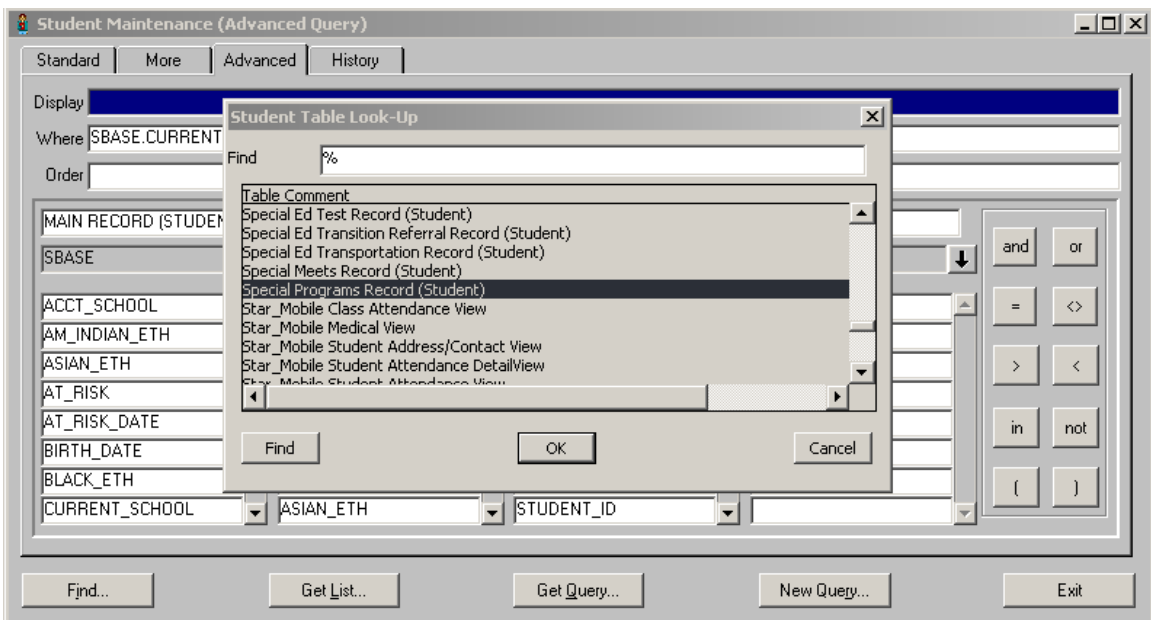 Student Maintenance (Advanced Query)
Standard More Advanced History
Display
Where SBASE.CURRENT
Order
Student Table Look-Up
Find %
Table Comment
Special Ed Test Record (Student)
Special Ed Transition Referral Record (Student)
Special Ed Transportation Record (Student)
Special Meets Record (Student)
Special Programs Record (Student)
Star_Mobile Class Attendance View
Star_Mobile Medical View
Star_Mobile Student Address/Contact View
Star_Mobile Student Attendance DetailView
Star_Mobile Student Attendance View
Find OK Cancel
MAIN RECORD (STUDEN
SBASE
and or
ACCT_SCHOOL
= <>
AM_INDIAN_ETH
ASIAN_ETH
> <
AT_RISK
AT_RISK_DATE
in not
BIRTH_DATE
BLACK_ETH
( )
CURRENT_SCHOOL ASIAN_ETH STUDENT_ID
Find... Get List... Get Query... New Query... Exit